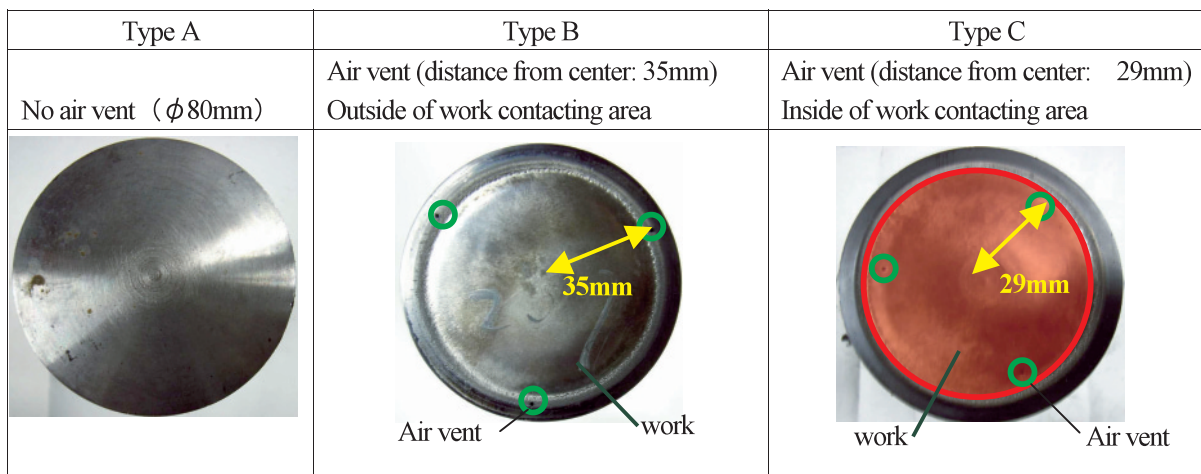 Type A
Type B
Type C
No air vent (φ80mm)
Air vent (distance from center: 35mm)
Outside of work contacting area
Air vent (distance from center: 29mm)
Inside of work contacting area
35mm
Air vent
work
29mm
work
Air vent